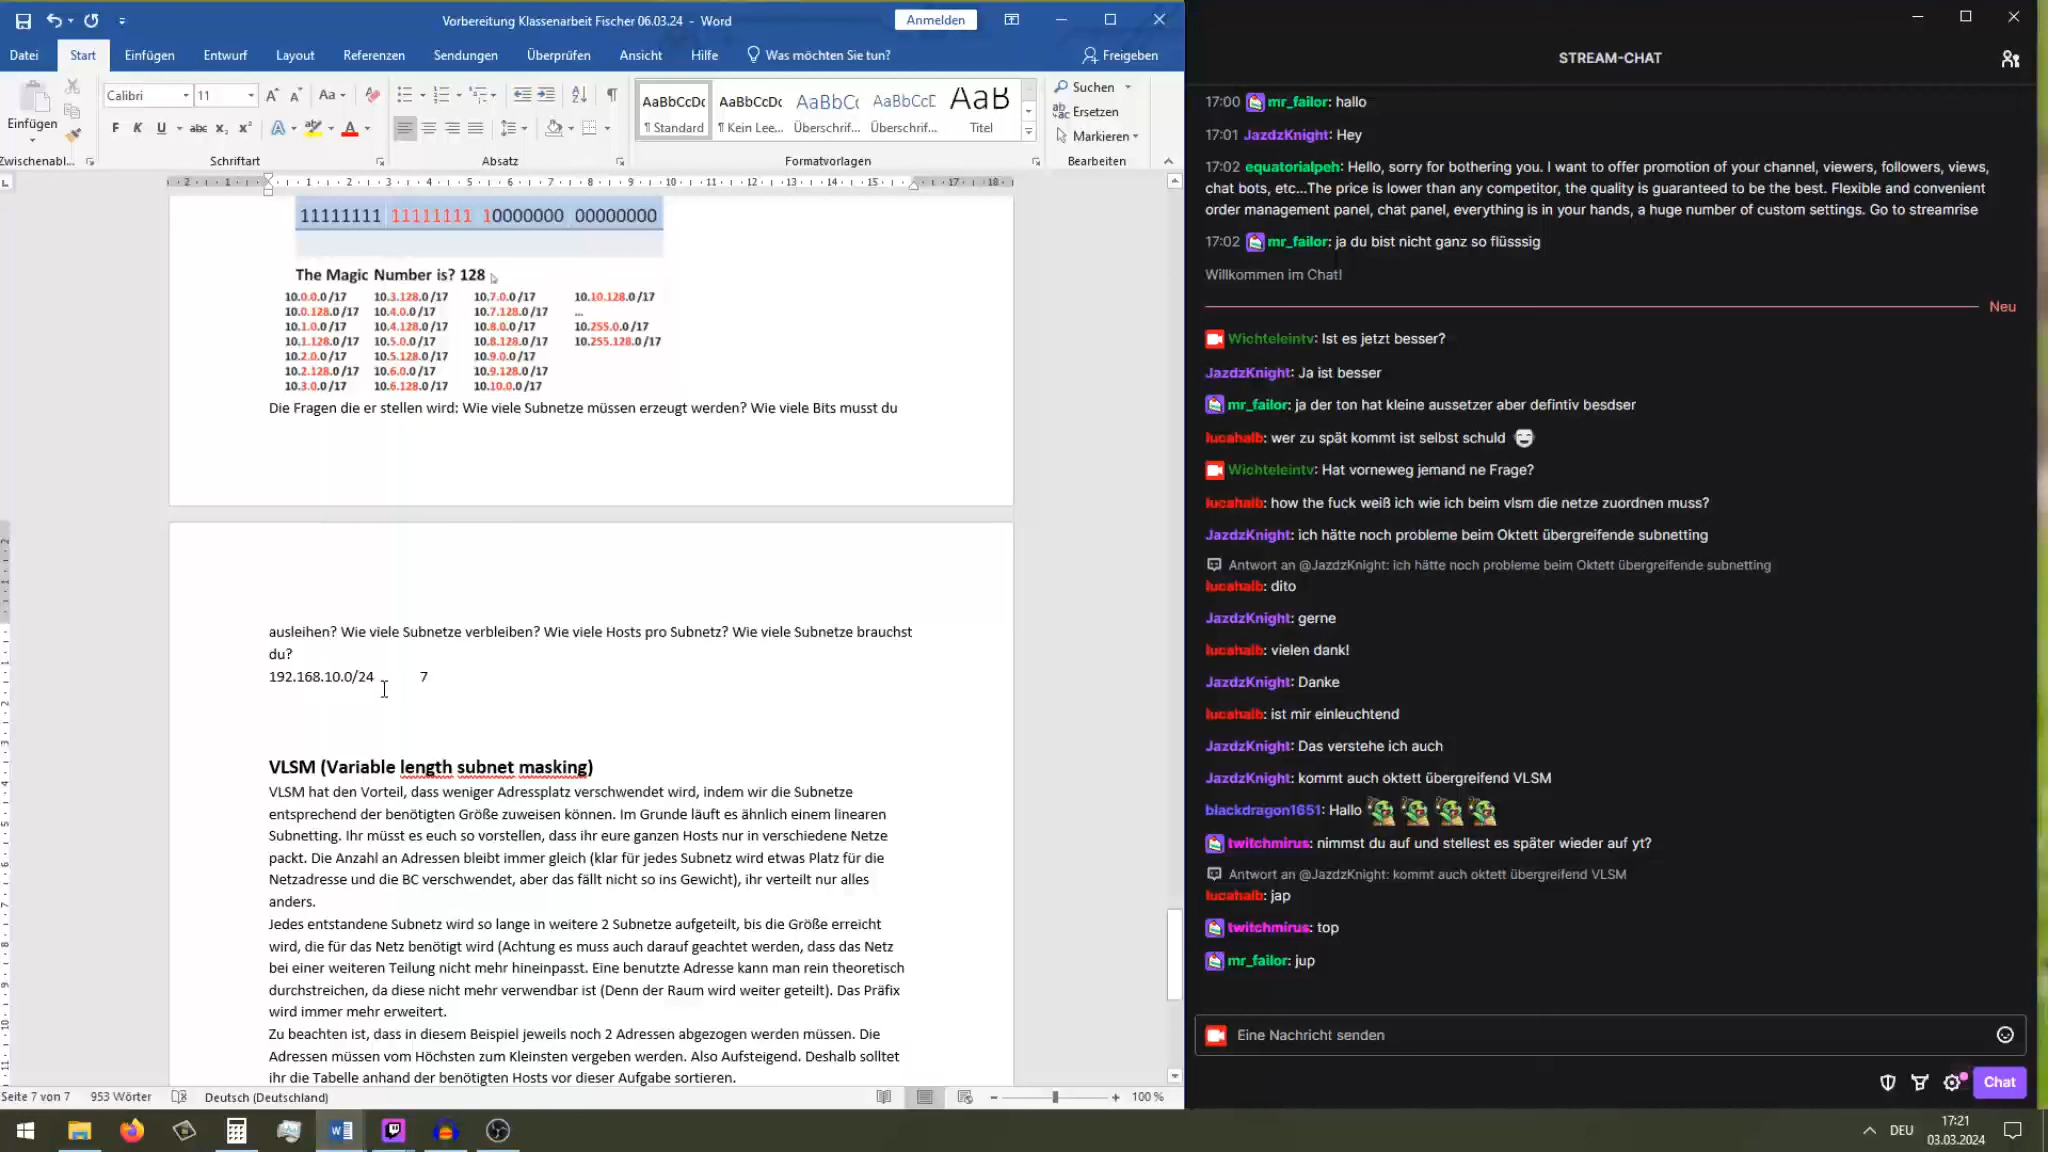 Vorbereitung Klassenarbeit Fischer 06.03.24 - Word
Anmelden
Datei Start Einfügen Entwurf Layout Referenzen Sendungen Überprüfen Ansicht Hilfe Was möchten Sie tun? Freigeben
Einfügen
Calibri 11
F K U abc x₂ x²
AaBbCcDc AaBbCcDc AaBbCc AaBbCcD AaB
¶ Standard ¶ Kein Lee... Überschrif... Überschrif... Titel
Suchen
Ersetzen
Markieren
Zwischenabl... Schriftart Absatz Formatvorlagen Bearbeiten
11111111 11111111 10000000 00000000
The Magic Number is? 128
10.0.0.0/17 10.3.128.0/17 10.7.0.0/17 10.10.128.0/17
10.0.128.0/17 10.4.0.0/17 10.7.128.0/17 ...
10.1.0.0/17 10.4.128.0/17 10.8.0.0/17 10.255.0.0/17
10.1.128.0/17 10.5.0.0/17 10.8.128.0/17 10.255.128.0/17
10.2.0.0/17 10.5.128.0/17 10.9.0.0/17
10.2.128.0/17 10.6.0.0/17 10.9.128.0/17
10.3.0.0/17 10.6.128.0/17 10.10.0.0/17
Die Fragen die er stellen wird: Wie viele Subnetze müssen erzeugt werden? Wie viele Bits musst du
ausleihen? Wie viele Subnetze verbleiben? Wie viele Hosts pro Subnetz? Wie viele Subnetze brauchst
du?
192.168.10.0/24 7
VLSM (Variable length subnet masking)
VLSM hat den Vorteil, dass weniger Adressplatz verschwendet wird, indem wir die Subnetze
entsprechend der benötigten Größe zuweisen können. Im Grunde läuft es ähnlich einem linearen
Subnetting. Ihr müsst es euch so vorstellen, dass ihr eure ganzen Hosts nur in verschiedene Netze
packt. Die Anzahl an Adressen bleibt immer gleich (klar für jedes Subnetz wird etwas Platz für die
Netzadresse und die BC verschwendet, aber das fällt nicht so ins Gewicht), ihr verteilt nur alles
anders.
Jedes entstandene Subnetz wird so lange in weitere 2 Subnetze aufgeteilt, bis die Größe erreicht
wird, die für das Netz benötigt wird (Achtung es muss auch darauf geachtet werden, dass das Netz
bei einer weiteren Teilung nicht mehr hineinpasst. Eine benutzte Adresse kann man rein theoretisch
durchstreichen, da diese nicht mehr verwendbar ist (Denn der Raum wird weiter geteilt). Das Präfix
wird immer mehr erweitert.
Zu beachten ist, dass in diesem Beispiel jeweils noch 2 Adressen abgezogen werden müssen. Die
Adressen müssen vom Höchsten zum Kleinsten vergeben werden. Also Aufsteigend. Deshalb solltet
ihr die Tabelle anhand der benötigten Hosts vor dieser Aufgabe sortieren.
Seite 7 von 7 953 Wörter Deutsch (Deutschland) 100 %
STREAM-CHAT
17:00 mr_failor: hallo
17:01 JazdzKnight: Hey
17:02 equatorialpeh: Hello, sorry for bothering you. I want to offer promotion of your channel, viewers, followers, views,
chat bots, etc...The price is lower than any competitor, the quality is guaranteed to be the best. Flexible and convenient
order management panel, chat panel, everything is in your hands, a huge number of custom settings. Go to streamrise
17:02 mr_failor: ja du bist nicht ganz so flüsssig
Willkommen im Chat!
Neu
Wichteleintv: Ist es jetzt besser?
JazdzKnight: Ja ist besser
mr_failor: ja der ton hat kleine aussetzer aber defintiv besdser
lucahalb: wer zu spät kommt ist selbst schuld
Wichteleintv: Hat vorneweg jemand ne Frage?
lucahalb: how the fuck weiß ich wie ich beim vlsm die netze zuordnen muss?
JazdzKnight: ich hätte noch probleme beim Oktett übergreifende subnetting
Antwort an @JazdzKnight: ich hätte noch probleme beim Oktett übergreifende subnetting
lucahalb: dito
JazdzKnight: gerne
lucahalb: vielen dank!
JazdzKnight: Danke
lucahalb: ist mir einleuchtend
JazdzKnight: Das verstehe ich auch
JazdzKnight: kommt auch oktett übergreifend VLSM
blackdragon1651: Hallo
twitchmirus: nimmst du auf und stellest es später wieder auf yt?
Antwort an @JazdzKnight: kommt auch oktett übergreifend VLSM
lucahalb: jap
twitchmirus: top
mr_failor: jup
Eine Nachricht senden
Chat
DEU
17:21
03.03.2024